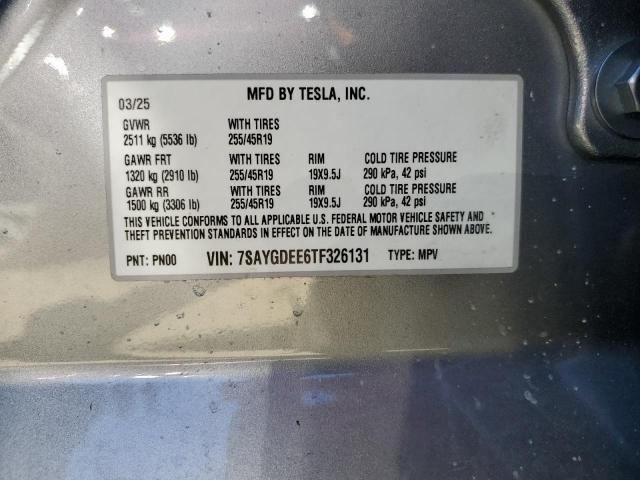 MFD BY TESLA, INC.
03/25
GVWR WITH TIRES
2511 kg (5536 lb) 255/45R19
GAWR FRT WITH TIRES RIM COLD TIRE PRESSURE
1320 kg (2910 lb) 255/45R19 19X9.5J 290 kPa, 42 psi
GAWR RR WITH TIRES RIM COLD TIRE PRESSURE
1500 kg (3306 lb) 255/45R19 19X9.5J 290 kPa, 42 psi
THIS VEHICLE CONFORMS TO ALL APPLICABLE U.S. FEDERAL MOTOR VEHICLE SAFETY AND
THEFT PREVENTION STANDARDS IN EFFECT ON THE DATE OF MANUFACTURE SHOWN ABOVE.
PNT: PN00 VIN: 7SAYGDEE6TF326131 TYPE: MPV